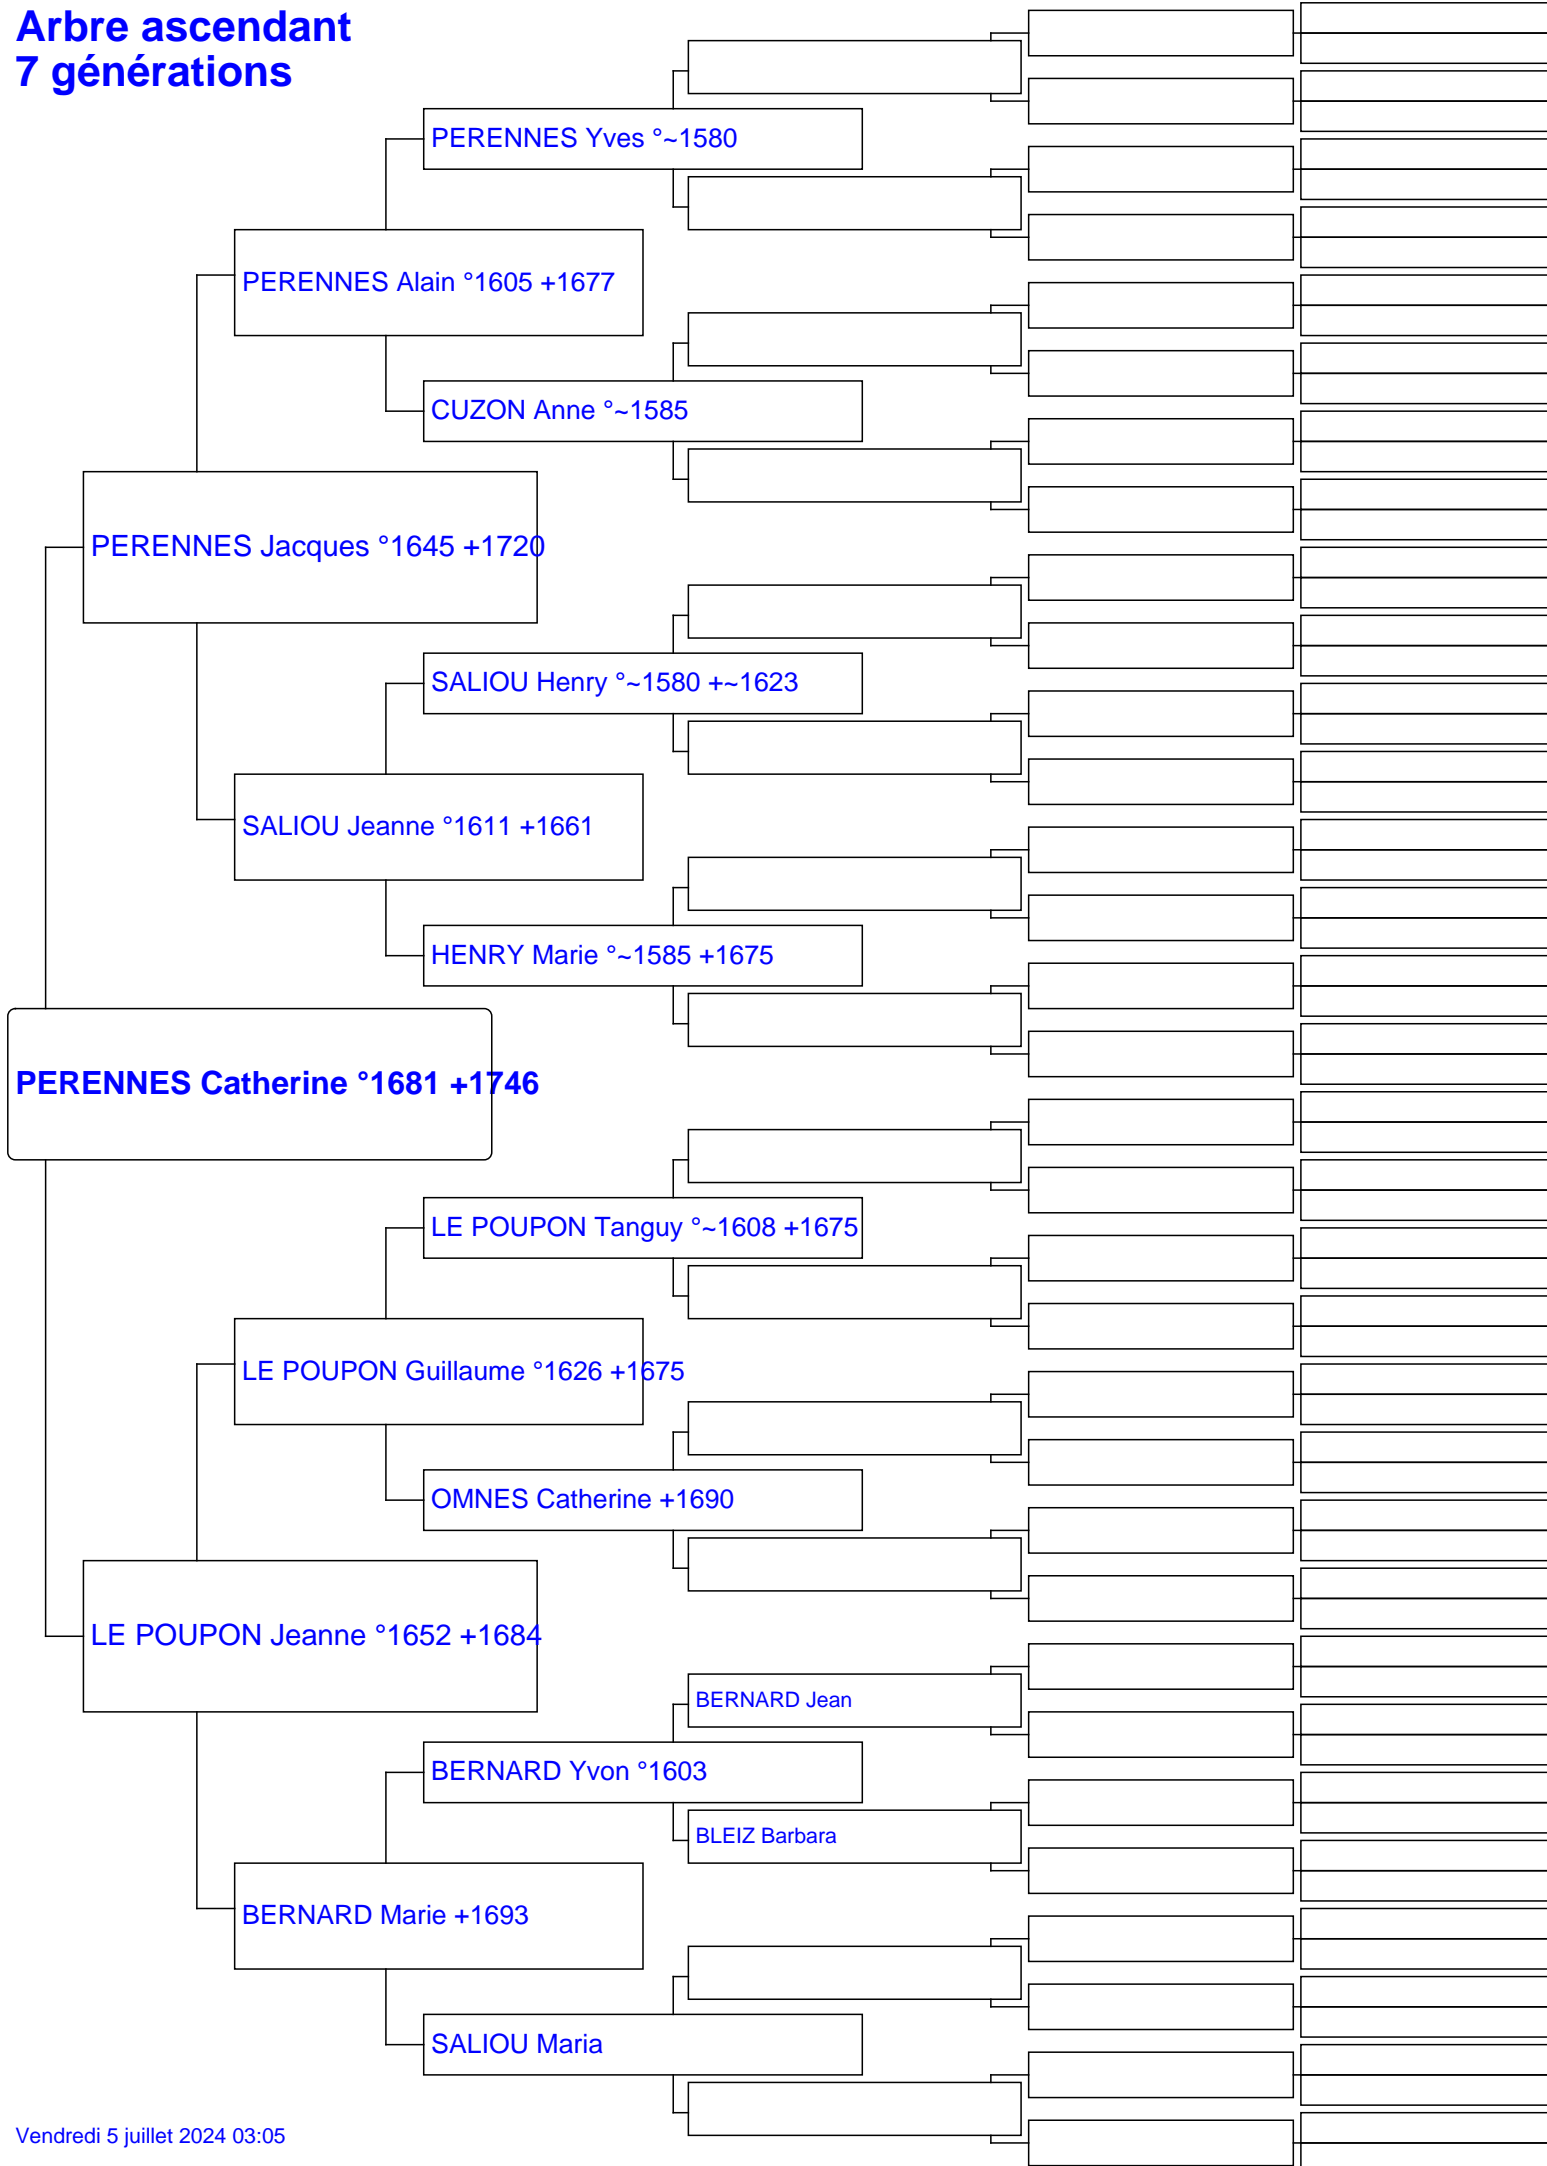 Arbre ascendant
7 générations
PERENNES Yves °~1580
PERENNES Alain °1605 +1677
CUZON Anne °~1585
PERENNES Jacques °1645 +1720
SALIOU Henry °~1580 +~1623
SALIOU Jeanne °1611 +1661
HENRY Marie °~1585 +1675
PERENNES Catherine °1681 +1746
LE POUPON Tanguy °~1608 +1675
LE POUPON Guillaume °1626 +1675
OMNES Catherine +1690
LE POUPON Jeanne °1652 +1684
BERNARD Jean
BERNARD Yvon °1603
BLEIZ Barbara
BERNARD Marie +1693
SALIOU Maria
Vendredi 5 juillet 2024 03:05